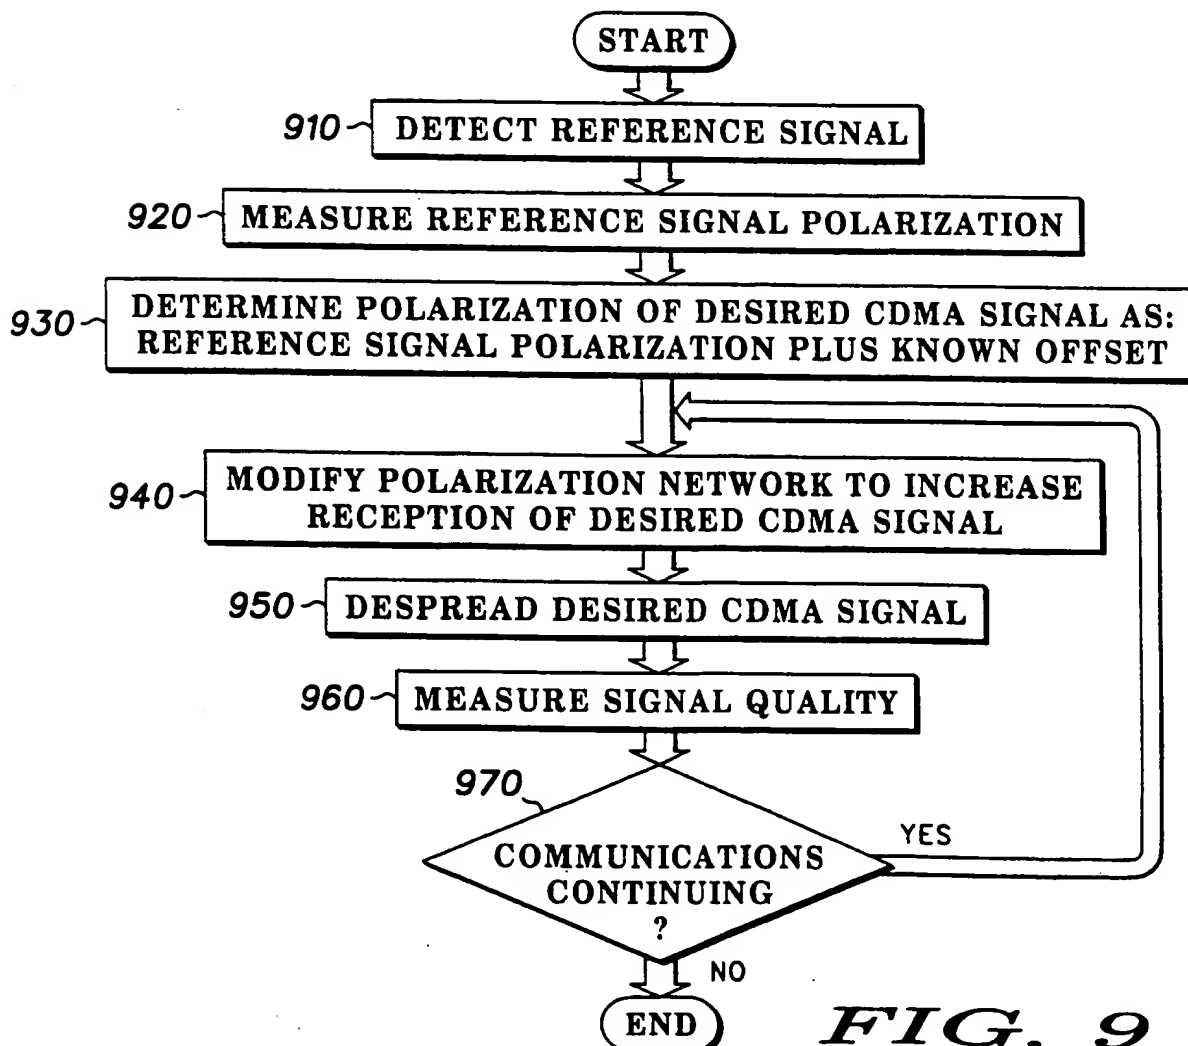 START
910
DETECT REFERENCE SIGNAL
920
MEASURE REFERENCE SIGNAL POLARIZATION
930
DETERMINE POLARIZATION OF DESIRED CDMA SIGNAL AS:
REFERENCE SIGNAL POLARIZATION PLUS KNOWN OFFSET
940
MODIFY POLARIZATION NETWORK TO INCREASE
RECEPTION OF DESIRED CDMA SIGNAL
950
DESPREAD DESIRED CDMA SIGNAL
960
MEASURE SIGNAL QUALITY
970
COMMUNICATIONS
CONTINUING
?
YES
NO
END
FIG. 9